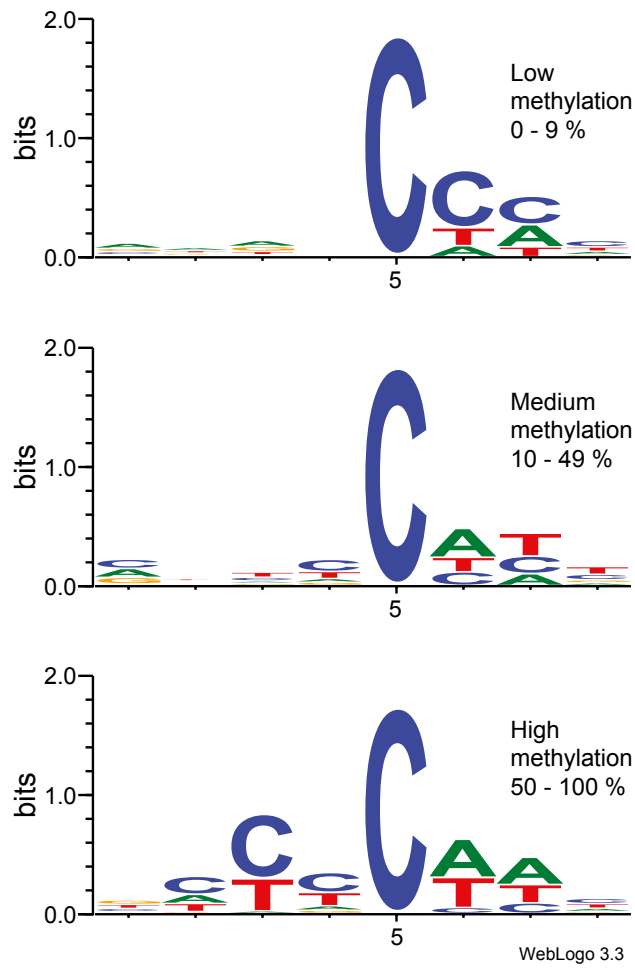 2.0
1.0
0.0
bits
Low
methylation
0 - 9 %
C
C
T
A
C
A
T
5
2.0
1.0
0.0
bits
Medium
methylation
10 - 49 %
C
A
G
C
T
A
C
A
T
C
T
C
A
T
5
2.0
1.0
0.0
bits
High
methylation
50 - 100 %
C
A
T
C
T
C
T
A
C
A
T
C
A
T
C
5
WebLogo 3.3